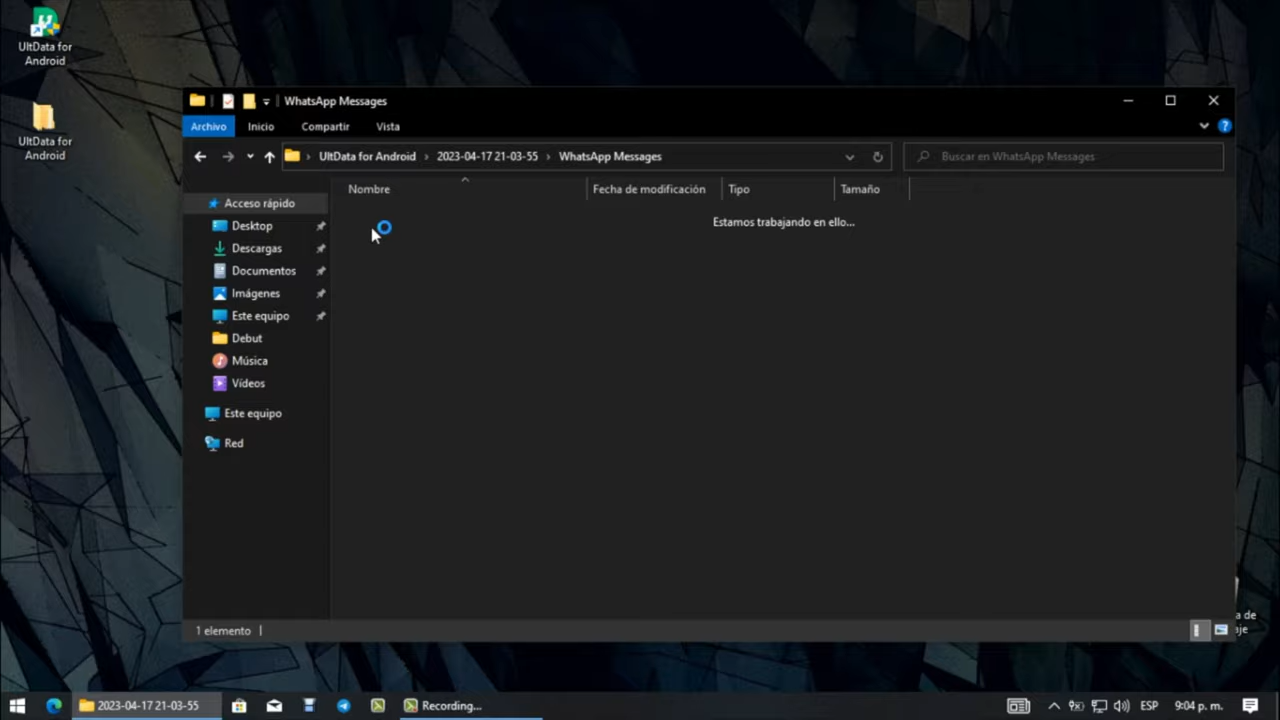 UltData for
Android
UltData for
Android
WhatsApp Messages
Archivo
Inicio
Compartir
Vista
UltData for Android
2023-04-17 21-03-55
WhatsApp Messages
Buscar en WhatsApp Messages
Nombre
Fecha de modificación
Tipo
Tamaño
Estamos trabajando en ello...
Acceso rápido
Desktop
Descargas
Documentos
Imágenes
Este equipo
Debut
Música
Vídeos
Este equipo
Red
1 elemento
a de
aje
2023-04-17 21-03-55
Recording...
ESP
9:04 p. m.